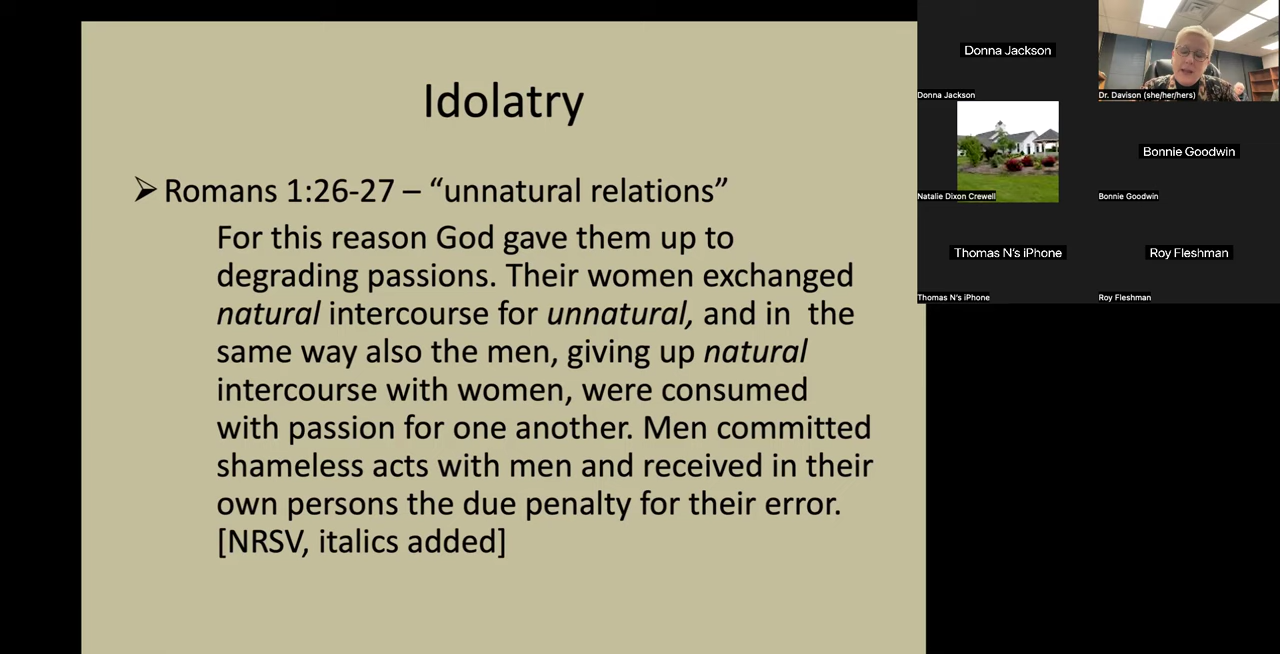 Idolatry
➢ Romans 1:26-27 – “unnatural relations”
For this reason God gave them up to
degrading passions. Their women exchanged
natural intercourse for unnatural, and in the
same way also the men, giving up natural
intercourse with women, were consumed
with passion for one another. Men committed
shameless acts with men and received in their
own persons the due penalty for their error.
[NRSV, italics added]
Donna Jackson
Donna Jackson
Dr. Davison (she/her/hers)
Natalie Dixon Crewell
Bonnie Goodwin
Bonnie Goodwin
Thomas N's iPhone
Thomas N's iPhone
Roy Fleshman
Roy Fleshman